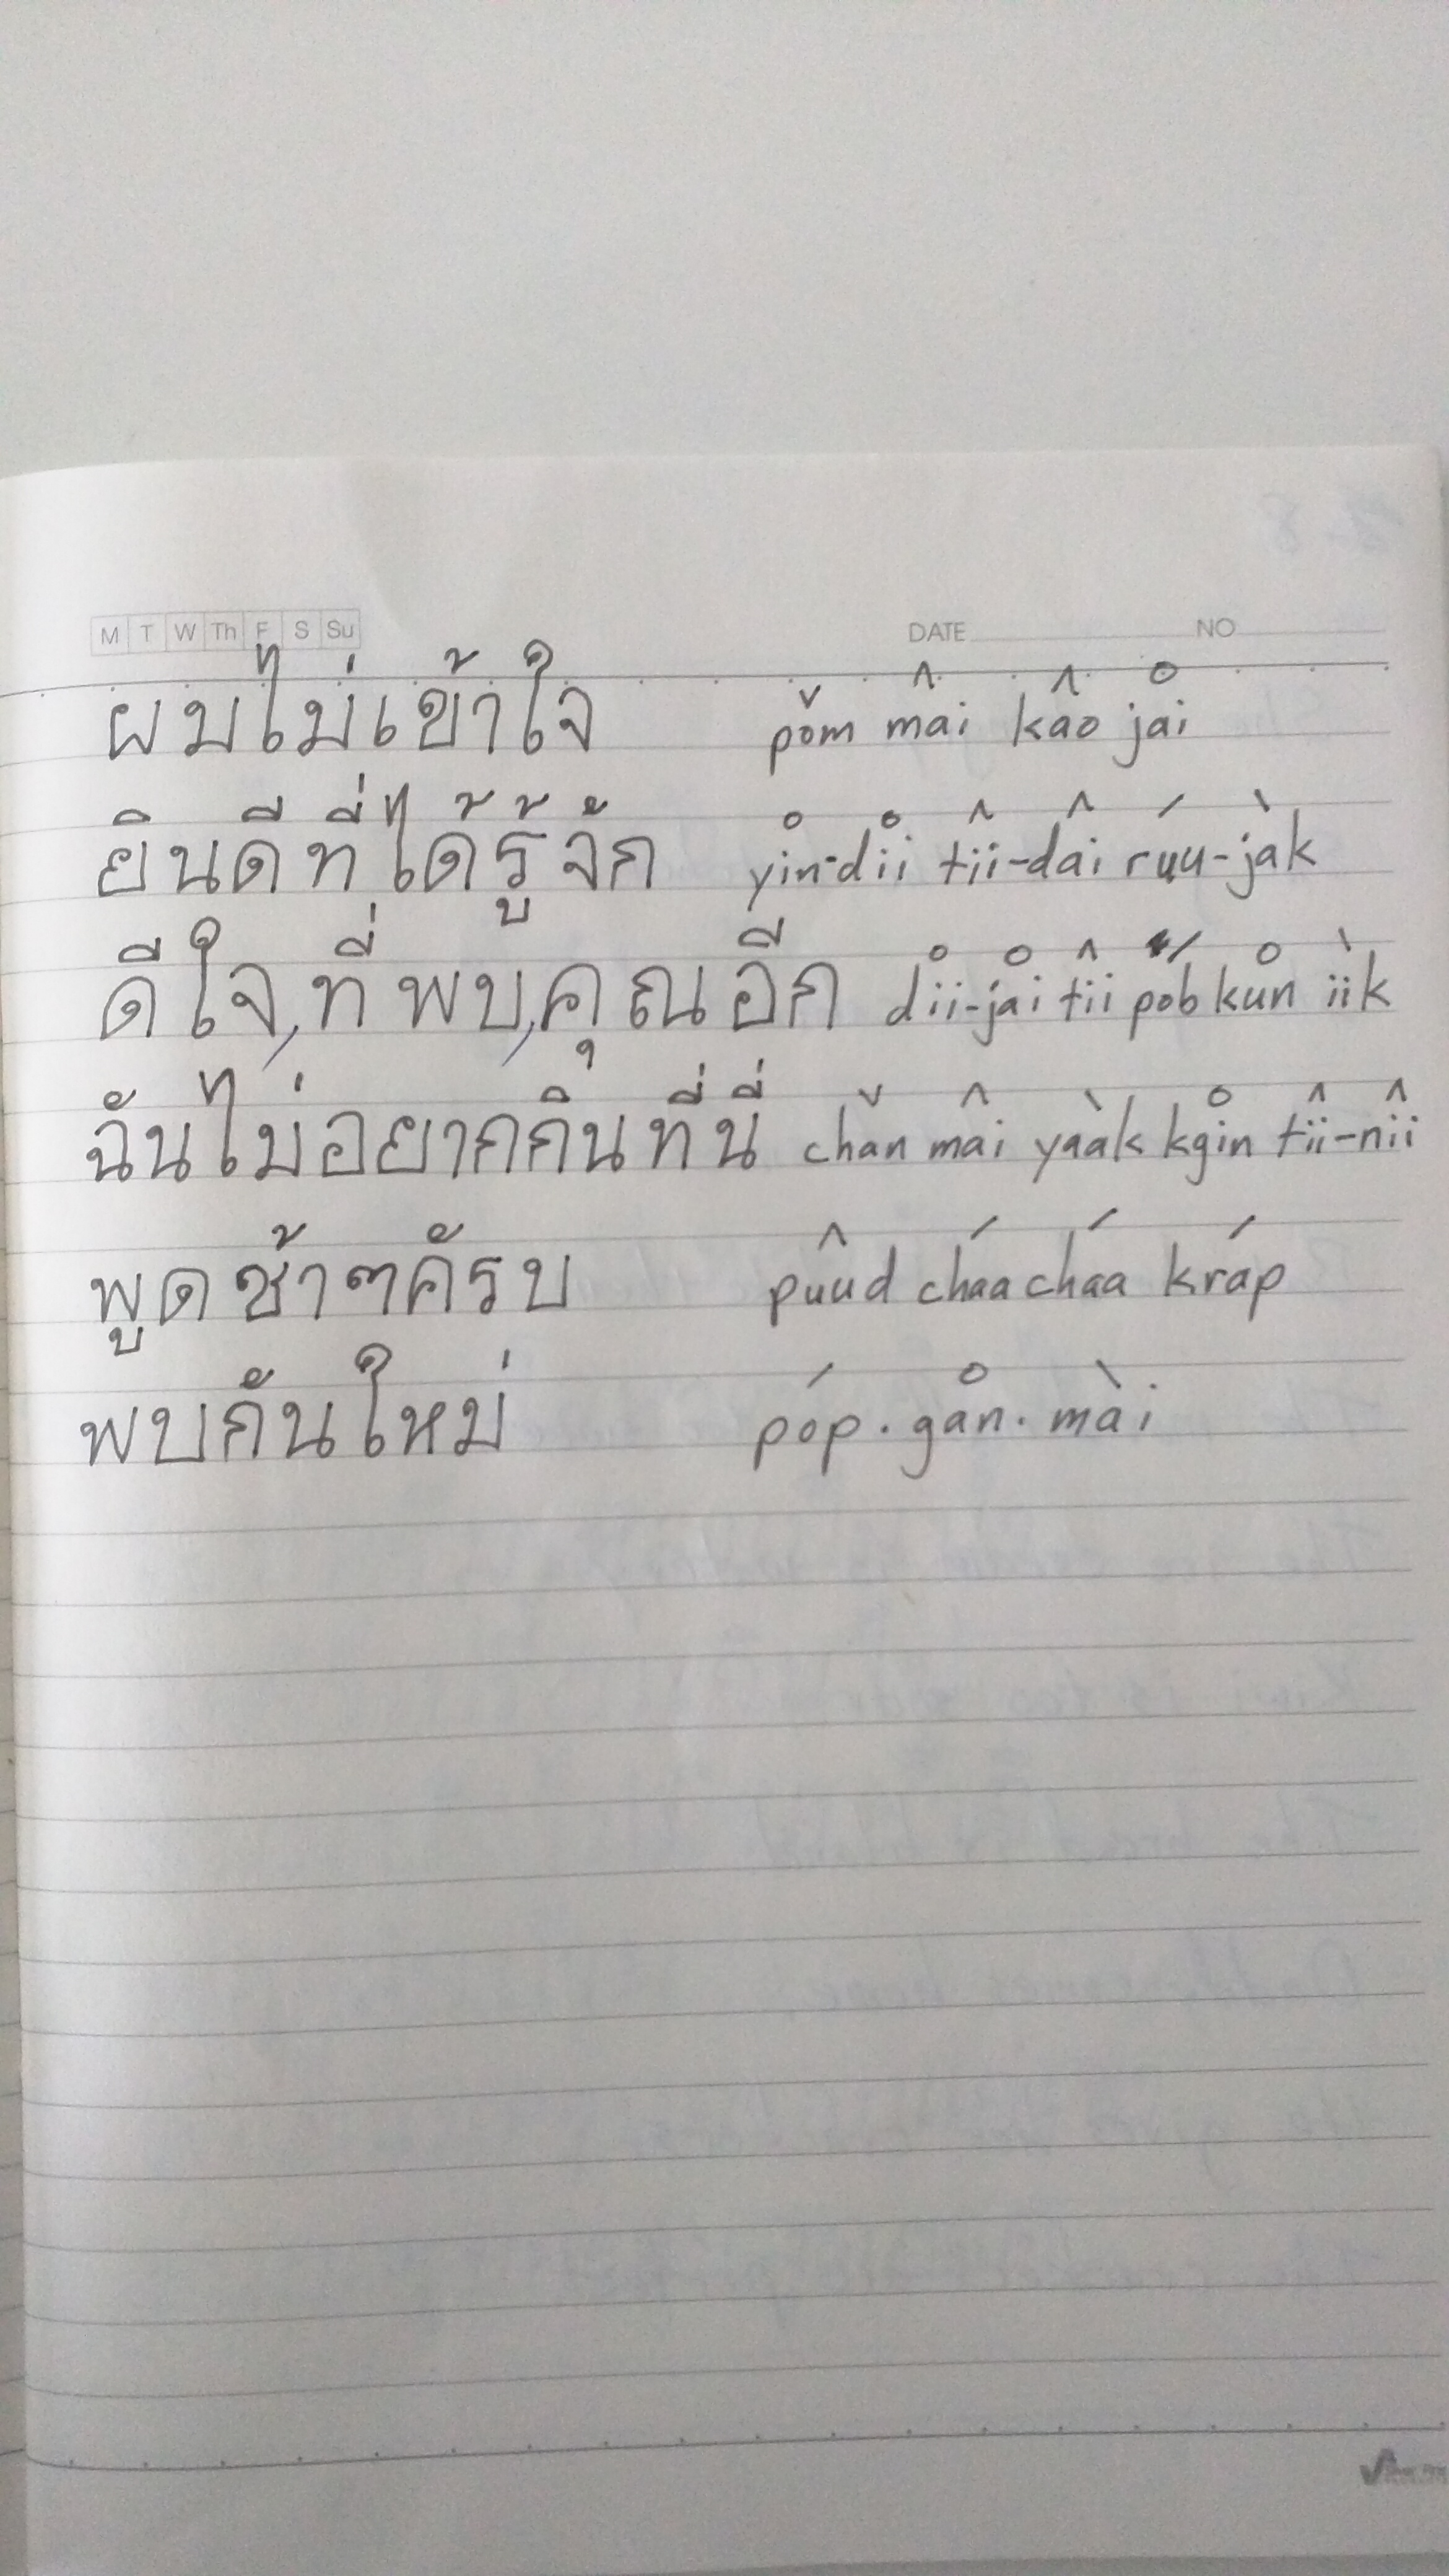 M T W Th F S Su DATE NO
ผมไม่เข้าใจ pǒm mâi kâo jai
ยินดีที่ได้รู้จัก yin-dii tîi-dâi rúu-jàk
ดีใจ,ที่พบ,คุณอีก dii-jai tîi pób kun ìik
ฉันไม่อยากกินที่นี่ chǎn mâi yàak kgin tîi-nîi
พูดช้าๆคัรบ pûud cháa cháa kráp
พบกันใหม่ póp . gan . mài